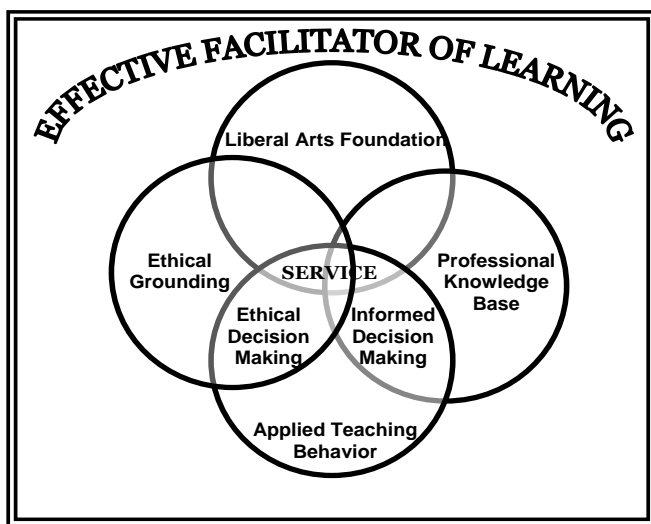 EFFECTIVE FACILITATOR OF LEARNING
Liberal Arts Foundation
Ethical
Grounding
SERVICE
Professional
Knowledge
Base
Ethical
Decision
Making
Informed
Decision
Making
Applied Teaching
Behavior